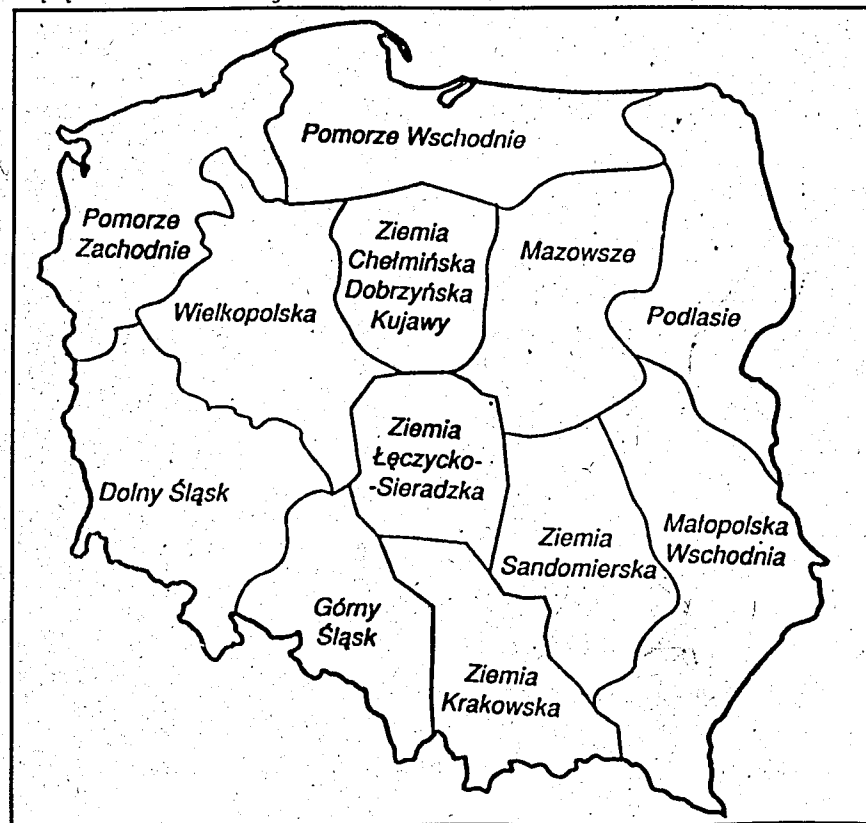 Pomorze Wschodnie
Pomorze
Zachodnie
Ziemia
Chełmińska
Dobrzyńska
Kujawy
Mazowsze
Wielkopolska
Podlasie
Ziemia
Łęczycko-
-Sieradzka
Dolny Śląsk
Małopolska
Wschodnia
Ziemia
Sandomierska
Górny
Śląsk
Ziemia
Krakowska